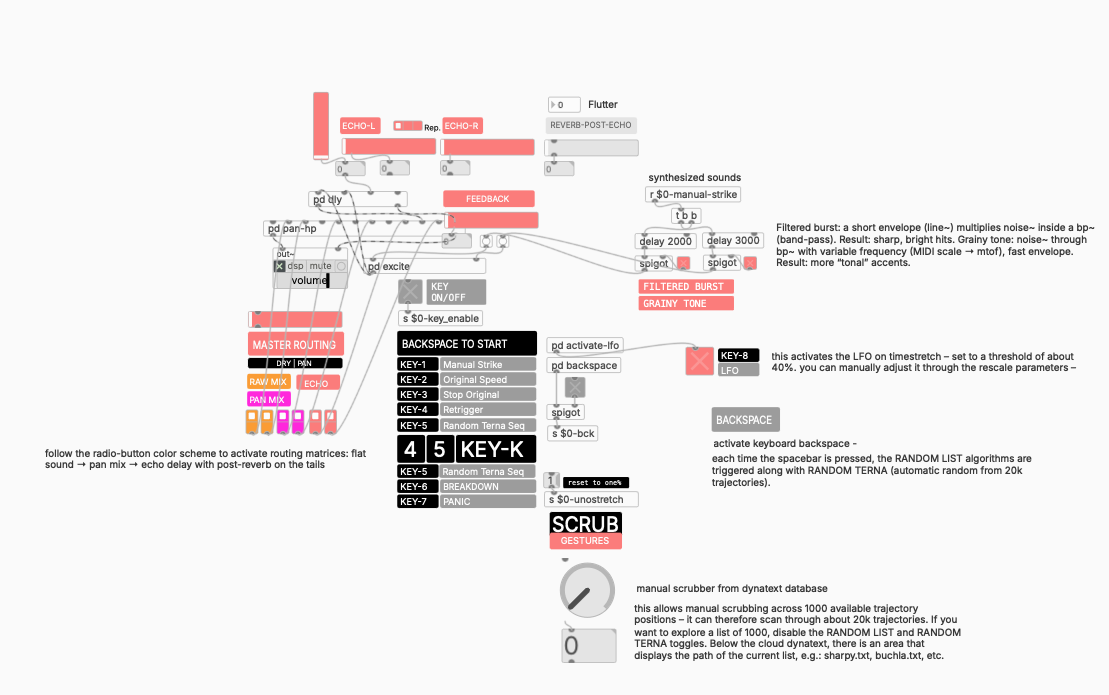 0
Flutter
ECHO-L
Rep.
ECHO-R
REVERB-POST-ECHO
0
0
0
0
synthesized sounds
r $0-manual-strike
pd dly
FEEDBACK
t b b
pd pan-hp
0
delay 2000
delay 3000
Filtered burst: a short envelope (line~) multiplies noise~ inside a bp~
(band-pass). Result: sharp, bright hits. Grainy tone: noise~ through
bp~ with variable frequency (MIDI scale → mtof), fast envelope.
Result: more "tonal" accents.
out~
dsp
mute
volume
pd excite
spigot
spigot
KEY
ON/OFF
FILTERED BURST
GRAINY TONE
s $0-key_enable
MASTER ROUTING
DRY | PAN
RAW MIX
ECHO
PAN MIX
BACKSPACE TO START
KEY-1 Manual Strike
KEY-2 Original Speed
KEY-3 Stop Original
KEY-4 Retrigger
KEY-5 Random Terna Seq
4 5 KEY-K
KEY-5 Random Terna Seq
KEY-6 BREAKDOWN
KEY-7 PANIC
pd activate-lfo
pd backspace
spigot
s $0-bck
KEY-8
LFO
this activates the LFO on timestretch – set to a threshold of about
40%. you can manually adjust it through the rescale parameters –
BACKSPACE
activate keyboard backspace -
each time the spacebar is pressed, the RANDOM LIST algorithms are
triggered along with RANDOM TERNA (automatic random from 20k
trajectories).
follow the radio-button color scheme to activate routing matrices: flat
sound → pan mix → echo delay with post-reverb on the tails
1
reset to one%
s $0-unostretch
SCRUB
GESTURES
manual scrubber from dynatext database
this allows manual scrubbing across 1000 available trajectory
positions – it can therefore scan through about 20k trajectories. If you
want to explore a list of 1000, disable the RANDOM LIST and RANDOM
TERNA toggles. Below the cloud dynatext, there is an area that
displays the path of the current list, e.g.: sharpy.txt, buchla.txt, etc.
0